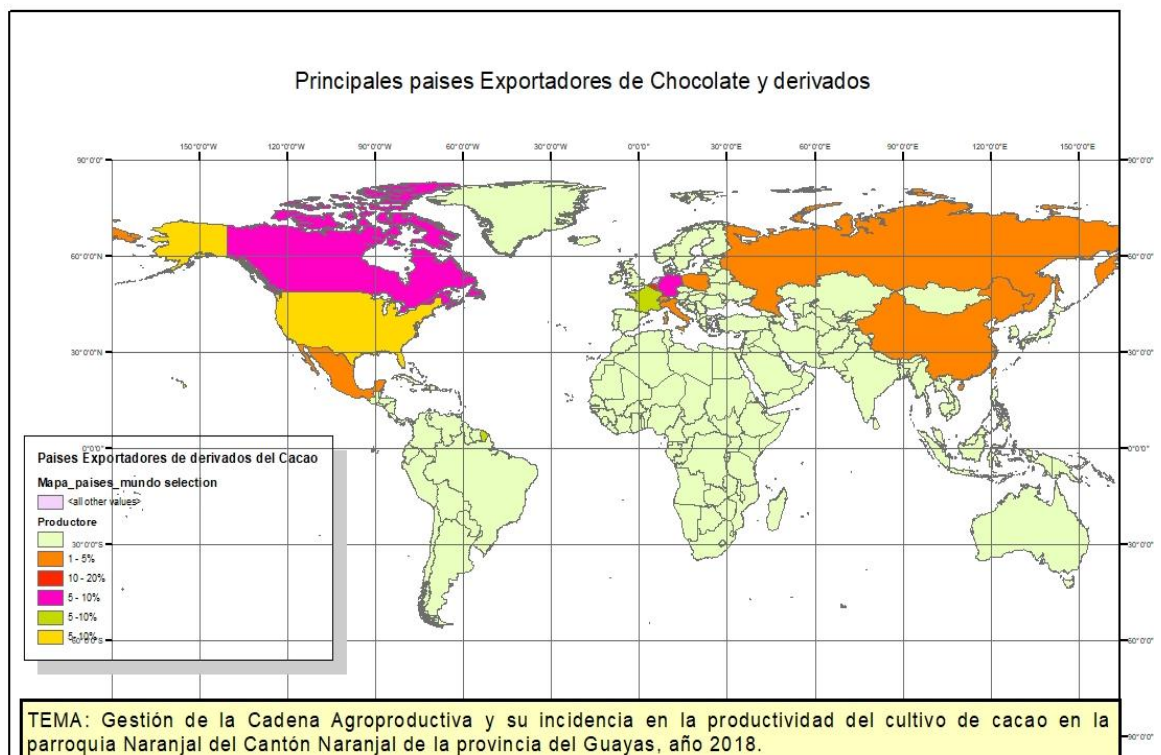 Principales paises Exportadores de Chocolate y derivados
150°0'0"W 120°0'0"W 90°0'0"W 60°0'0"W 30°0'0"W 0°0'0" 30°0'0"E 60°0'0"E 90°0'0"E 120°0'0"E 150°0'0"E
90°0'0"N 90°0'0"N
60°0'0"N 60°0'0"N
30°0'0"N 30°0'0"N
0°0'0" 0°0'0"
30°0'0"S 30°0'0"S
60°0'0"S
90°0'0"S
Paises Exportadores de derivados del Cacao
Mapa_paises_mundo selection
<all other values>
Productore
1 - 5%
10 - 20%
5 - 10%
5 -10%
5-10%
TEMA: Gestión de la Cadena Agroproductiva y su incidencia en la productividad del cultivo de cacao en la
parroquia Naranjal del Cantón Naranjal de la provincia del Guayas, año 2018.